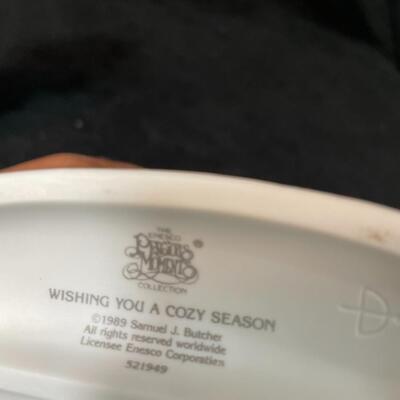 THE
ENESCO
PRECIOUS
MOMENTS
®
COLLECTION
WISHING YOU A COZY SEASON
©1989 Samuel J. Butcher
All rights reserved worldwide
Licensee Enesco Corporation
521949